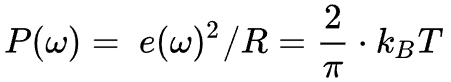 P(ω) = e(ω)²/R = 2/π · k_B T